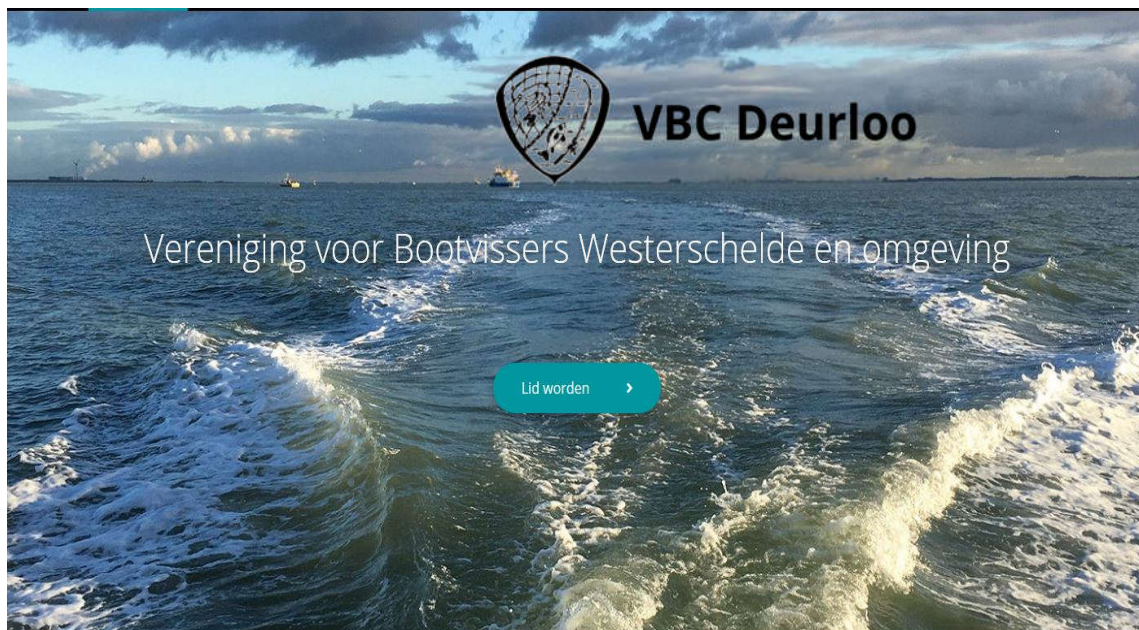 VBC Deurloo
Vereniging voor Bootvissers Westerschelde en omgeving
Lid worden